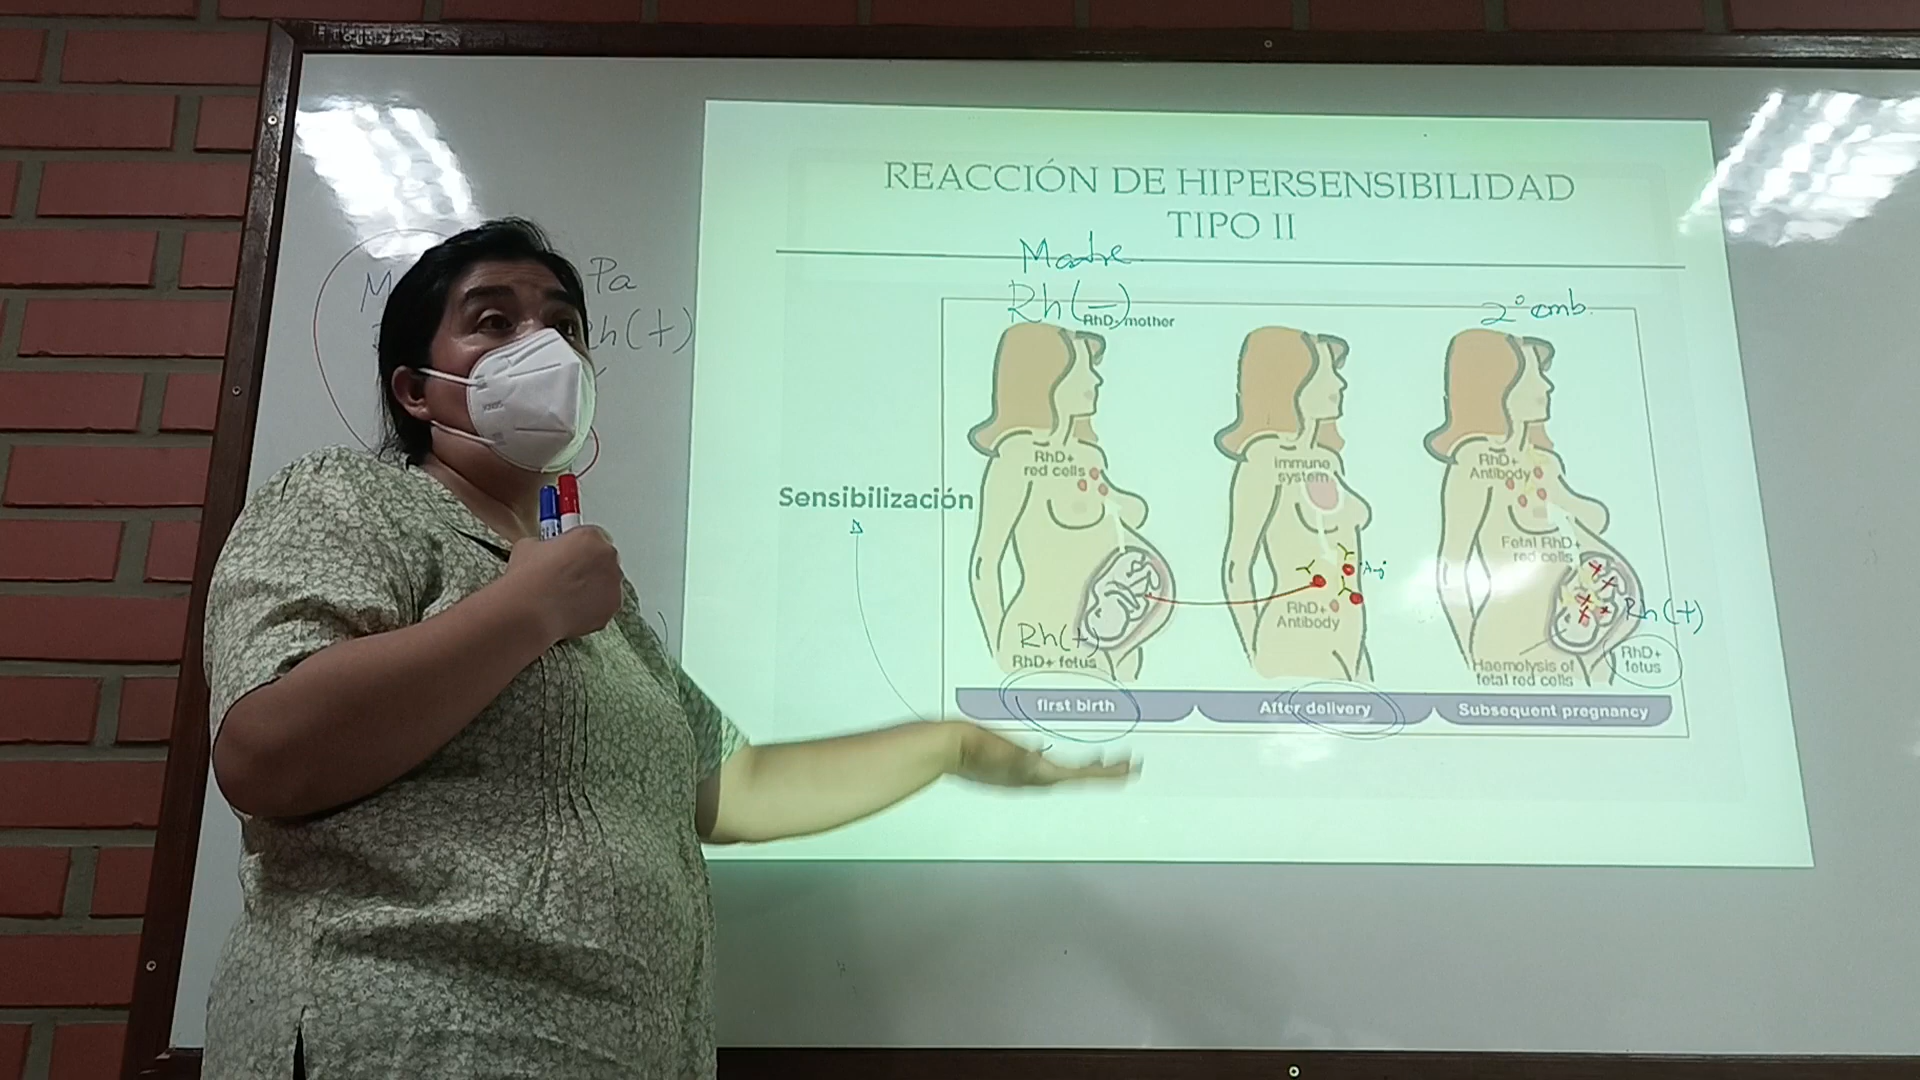 REACCIÓN DE HIPERSENSIBILIDAD
TIPO II
Madre
Rh(-)
RhD- mother
2° emb.
Pa
Rh(+)
Sensibilización
RhD+
red cells
Immune
system
RhD+
Antibody
RhD+
Antibody
Fetal RhD+
red cells
Rh(+)
RhD+ fetus
Rh(+)
RhD+
fetus
Haemolysis of
fetal red cells
first birth
After delivery
Subsequent pregnancy